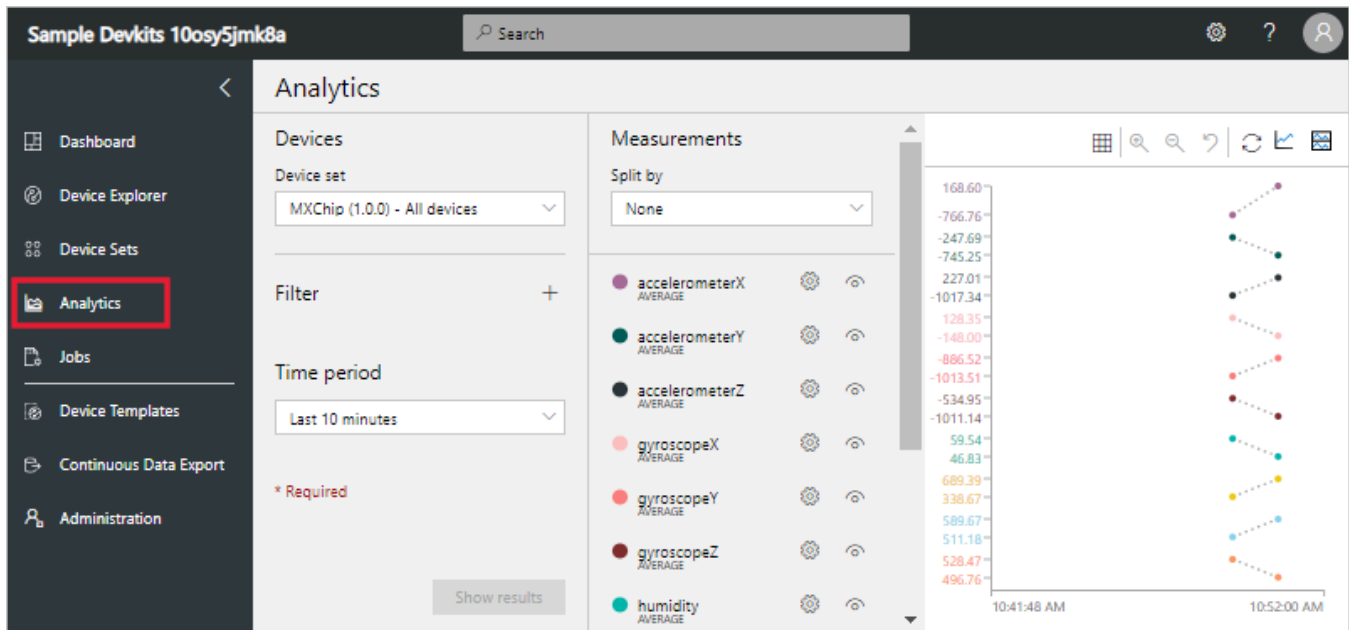 Sample Devkits 10osy5jmk8a
Search
?
Analytics
Dashboard
Device Explorer
Device Sets
Analytics
Jobs
Device Templates
Continuous Data Export
Administration
Devices
Device set
MXChip (1.0.0) - All devices
Filter
Time period
Last 10 minutes
* Required
Show results
Measurements
Split by
None
accelerometerX
AVERAGE
accelerometerY
AVERAGE
accelerometerZ
AVERAGE
gyroscopeX
AVERAGE
gyroscopeY
AVERAGE
gyroscopeZ
AVERAGE
humidity
AVERAGE
168.60
-766.76
-247.69
-745.25
227.01
-1017.34
128.35
-148.00
-886.52
-1013.51
-534.95
-1011.14
59.54
46.83
689.39
338.67
589.67
511.18
528.47
496.76
10:41:48 AM
10:52:00 AM